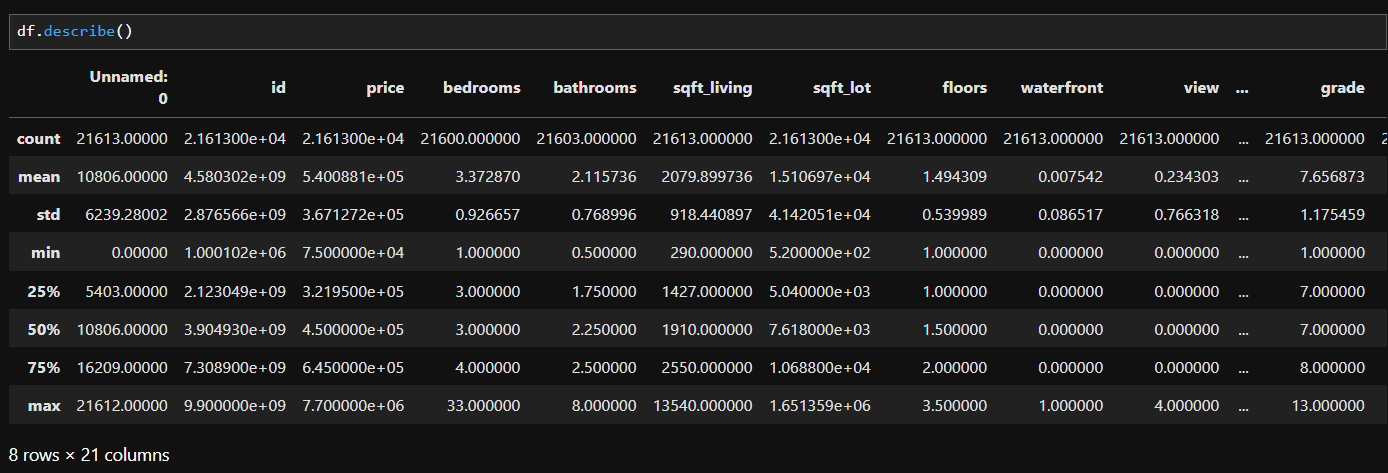 df.describe()
Unnamed: 0 id price bedrooms bathrooms sqft_living sqft_lot floors waterfront view ... grade
count 21613.00000 2.161300e+04 2.161300e+04 21600.000000 21603.000000 21613.000000 2.161300e+04 21613.000000 21613.000000 21613.000000 ... 21613.000000 2
mean 10806.00000 4.580302e+09 5.400881e+05 3.372870 2.115736 2079.899736 1.510697e+04 1.494309 0.007542 0.234303 ... 7.656873
std 6239.28002 2.876566e+09 3.671272e+05 0.926657 0.768996 918.440897 4.142051e+04 0.539989 0.086517 0.766318 ... 1.175459
min 0.00000 1.000102e+06 7.500000e+04 1.000000 0.500000 290.000000 5.200000e+02 1.000000 0.000000 0.000000 ... 1.000000
25% 5403.00000 2.123049e+09 3.219500e+05 3.000000 1.750000 1427.000000 5.040000e+03 1.000000 0.000000 0.000000 ... 7.000000
50% 10806.00000 3.904930e+09 4.500000e+05 3.000000 2.250000 1910.000000 7.618000e+03 1.500000 0.000000 0.000000 ... 7.000000
75% 16209.00000 7.308900e+09 6.450000e+05 4.000000 2.500000 2550.000000 1.068800e+04 2.000000 0.000000 0.000000 ... 8.000000
max 21612.00000 9.900000e+09 7.700000e+06 33.000000 8.000000 13540.000000 1.651359e+06 3.500000 1.000000 4.000000 ... 13.000000
8 rows × 21 columns